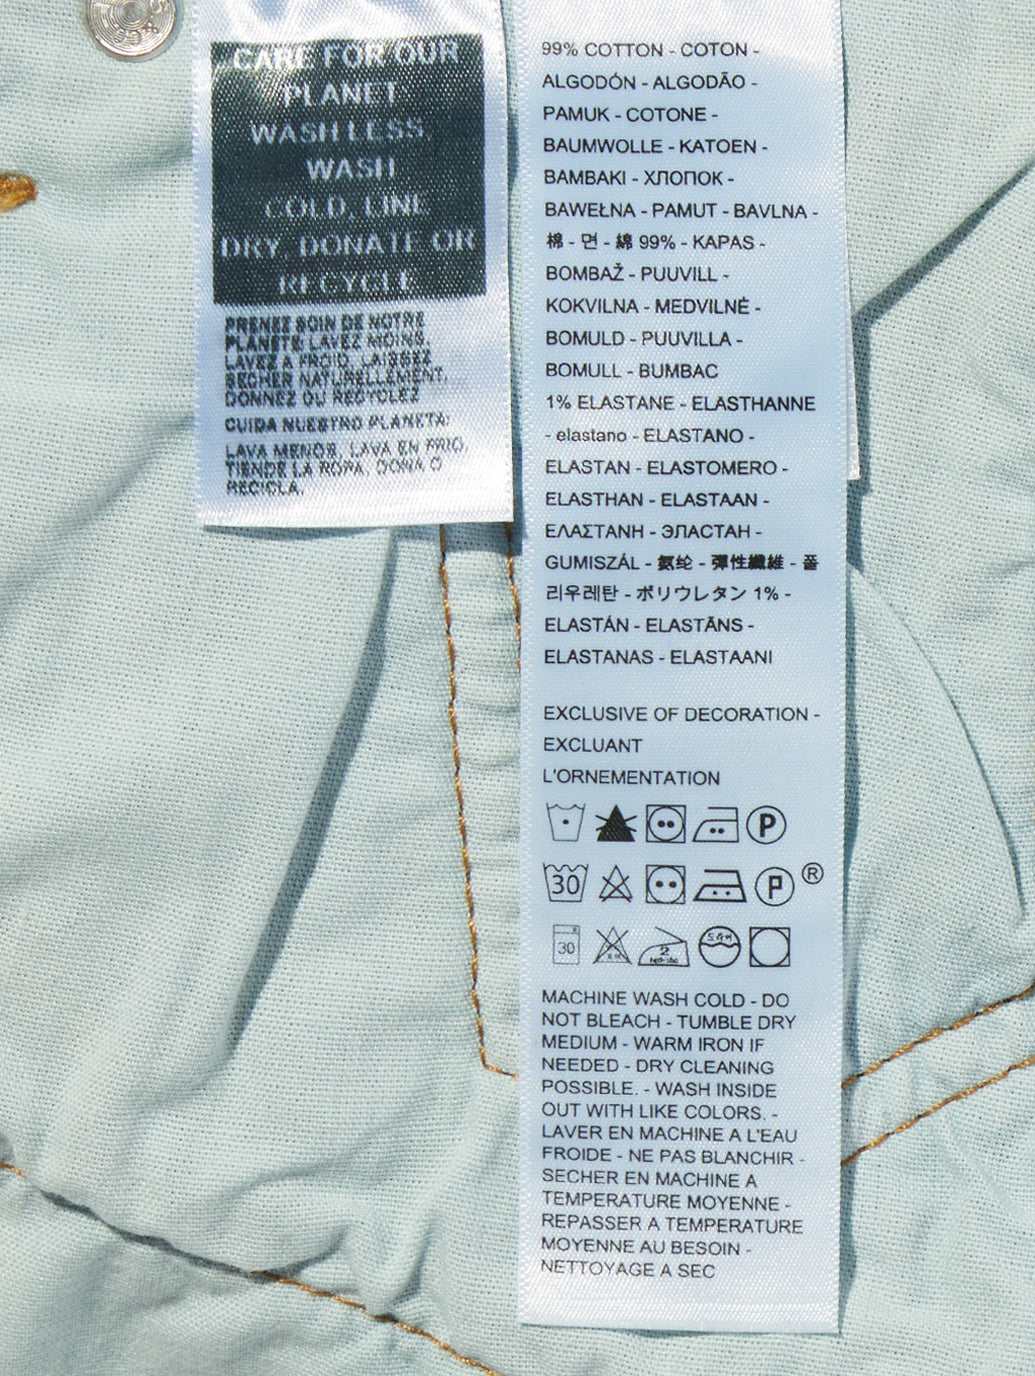 CARE FOR OUR
PLANET
WASH LESS
WASH
COLD, LINE
DRY, DONATE OR
RECYCLE
PRENEZ SOIN DE NOTRE
PLANETE: LAVEZ MOINS,
LAVEZ A FROID, LAISSEZ
SECHER NATURELLEMENT,
DONNEZ OU RECYCLEZ
CUIDA NUESTRO PLANETA:
LAVA MENOS, LAVA EN FRIO,
TIENDE LA ROPA, DONA O
RECICLA.
99% COTTON - COTON -
ALGODÓN - ALGODÃO -
PAMUK - COTONE -
BAUMWOLLE - KATOEN -
BAMBAKI - ХЛОПОК -
BAWEŁNA - PAMUT - BAVLNA -
棉 - 면 - 綿 99% - KAPAS -
BOMBAŽ - PUUVILL -
KOKVILNA - MEDVILNĖ -
BOMULD - PUUVILLA -
BOMULL - BUMBAC
1% ELASTANE - ELASTHANNE
- elastano - ELASTANO -
ELASTAN - ELASTOMERO -
ELASTHAN - ELASTAAN -
ΕΛΑΣΤΑΝΗ - ЭЛАСТАН -
GUMISZÁL - 氨纶 - 彈性纖維 - 폴
리우레탄 - ポリウレタン 1% -
ELASTÁN - ELASTĀNS -
ELASTANAS - ELASTAANI
EXCLUSIVE OF DECORATION -
EXCLUANT
L'ORNEMENTATION
P
30 P ®
30 2 드라이
MACHINE WASH COLD - DO
NOT BLEACH - TUMBLE DRY
MEDIUM - WARM IRON IF
NEEDED - DRY CLEANING
POSSIBLE. - WASH INSIDE
OUT WITH LIKE COLORS. -
LAVER EN MACHINE A L'EAU
FROIDE - NE PAS BLANCHIR -
SECHER EN MACHINE A
TEMPERATURE MOYENNE -
REPASSER A TEMPERATURE
MOYENNE AU BESOIN -
NETTOYAGE A SEC